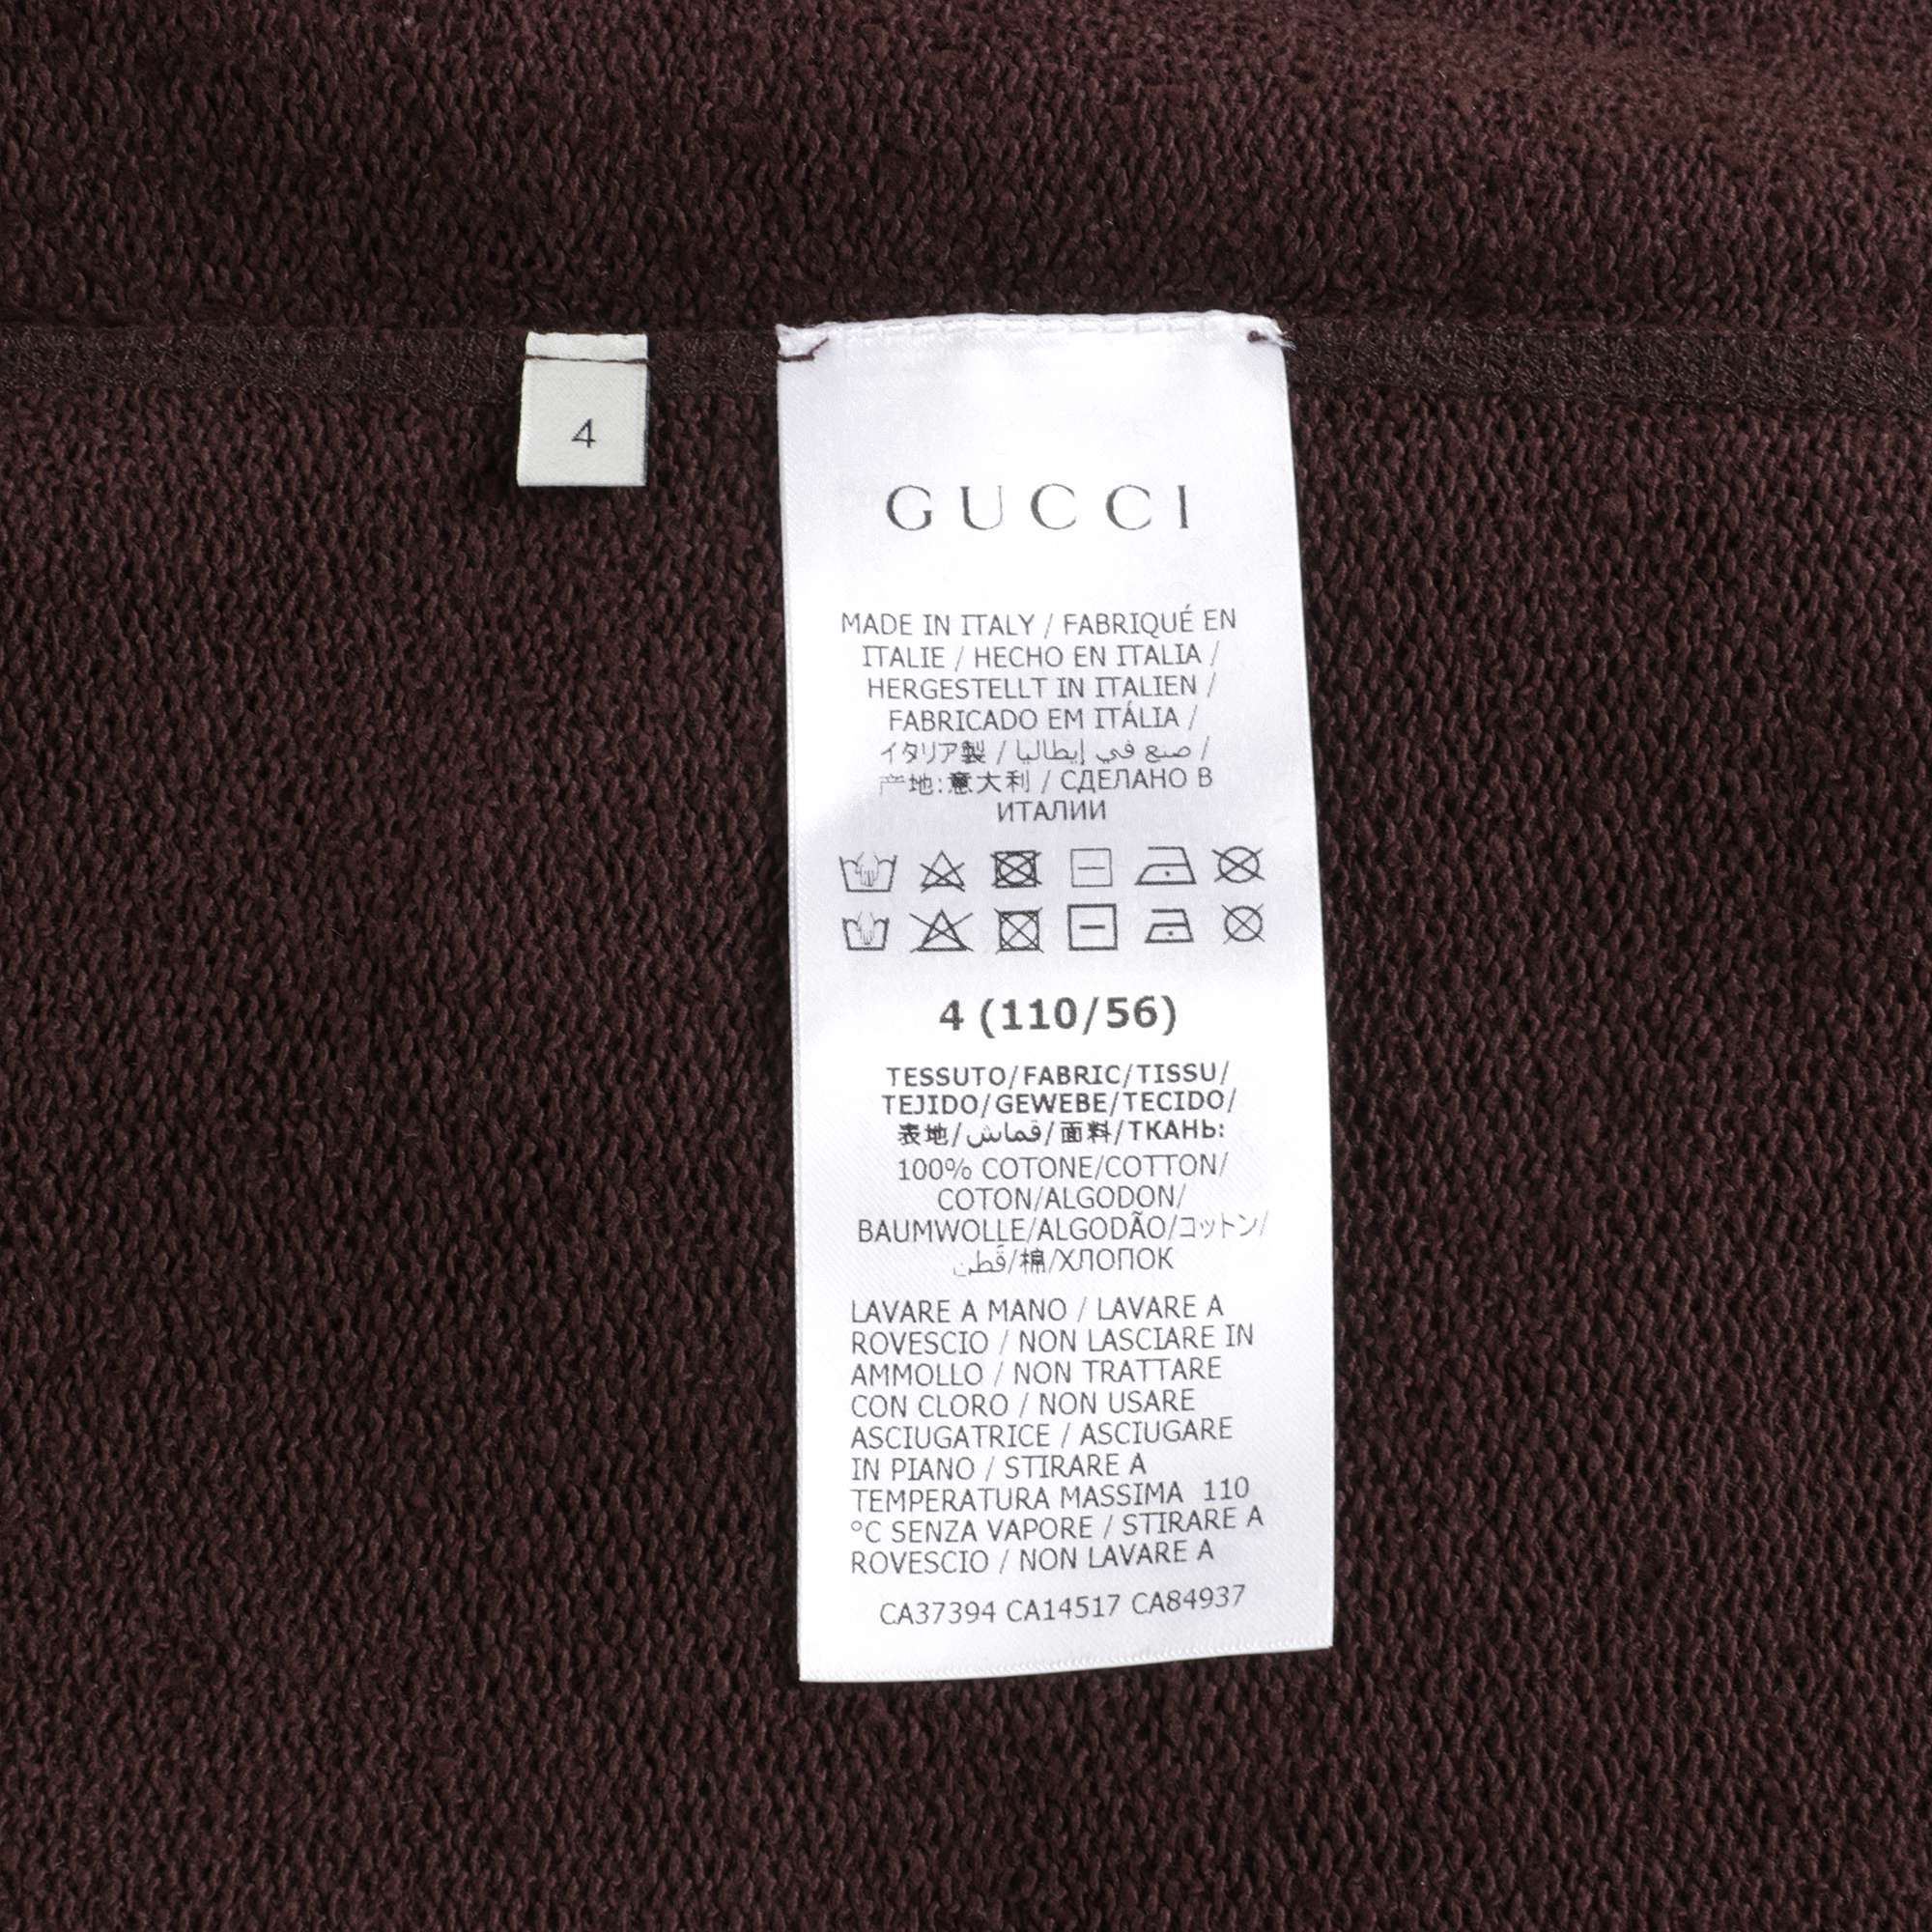 4
GUCCI
MADE IN ITALY / FABRIQUÉ EN
ITALIE / HECHO EN ITALIA /
HERGESTELLT IN ITALIEN /
FABRICADO EM ITÁLIA /
イタリア製 / صنع في إيطاليا /
产地:意大利 / СДЕЛАНО В
ИТАЛИИ
4 (110/56)
TESSUTO/FABRIC/TISSU/
TEJIDO/GEWEBE/TECIDO/
表地/قماش/面料/ТКАНЬ:
100% COTONE/COTTON/
COTON/ALGODON/
BAUMWOLLE/ALGODÃO/コットン/
قُطن/棉/ХЛОПОК
LAVARE A MANO / LAVARE A
ROVESCIO / NON LASCIARE IN
AMMOLLO / NON TRATTARE
CON CLORO / NON USARE
ASCIUGATRICE / ASCIUGARE
IN PIANO / STIRARE A
TEMPERATURA MASSIMA 110
°C SENZA VAPORE / STIRARE A
ROVESCIO / NON LAVARE A
CA37394 CA14517 CA84937